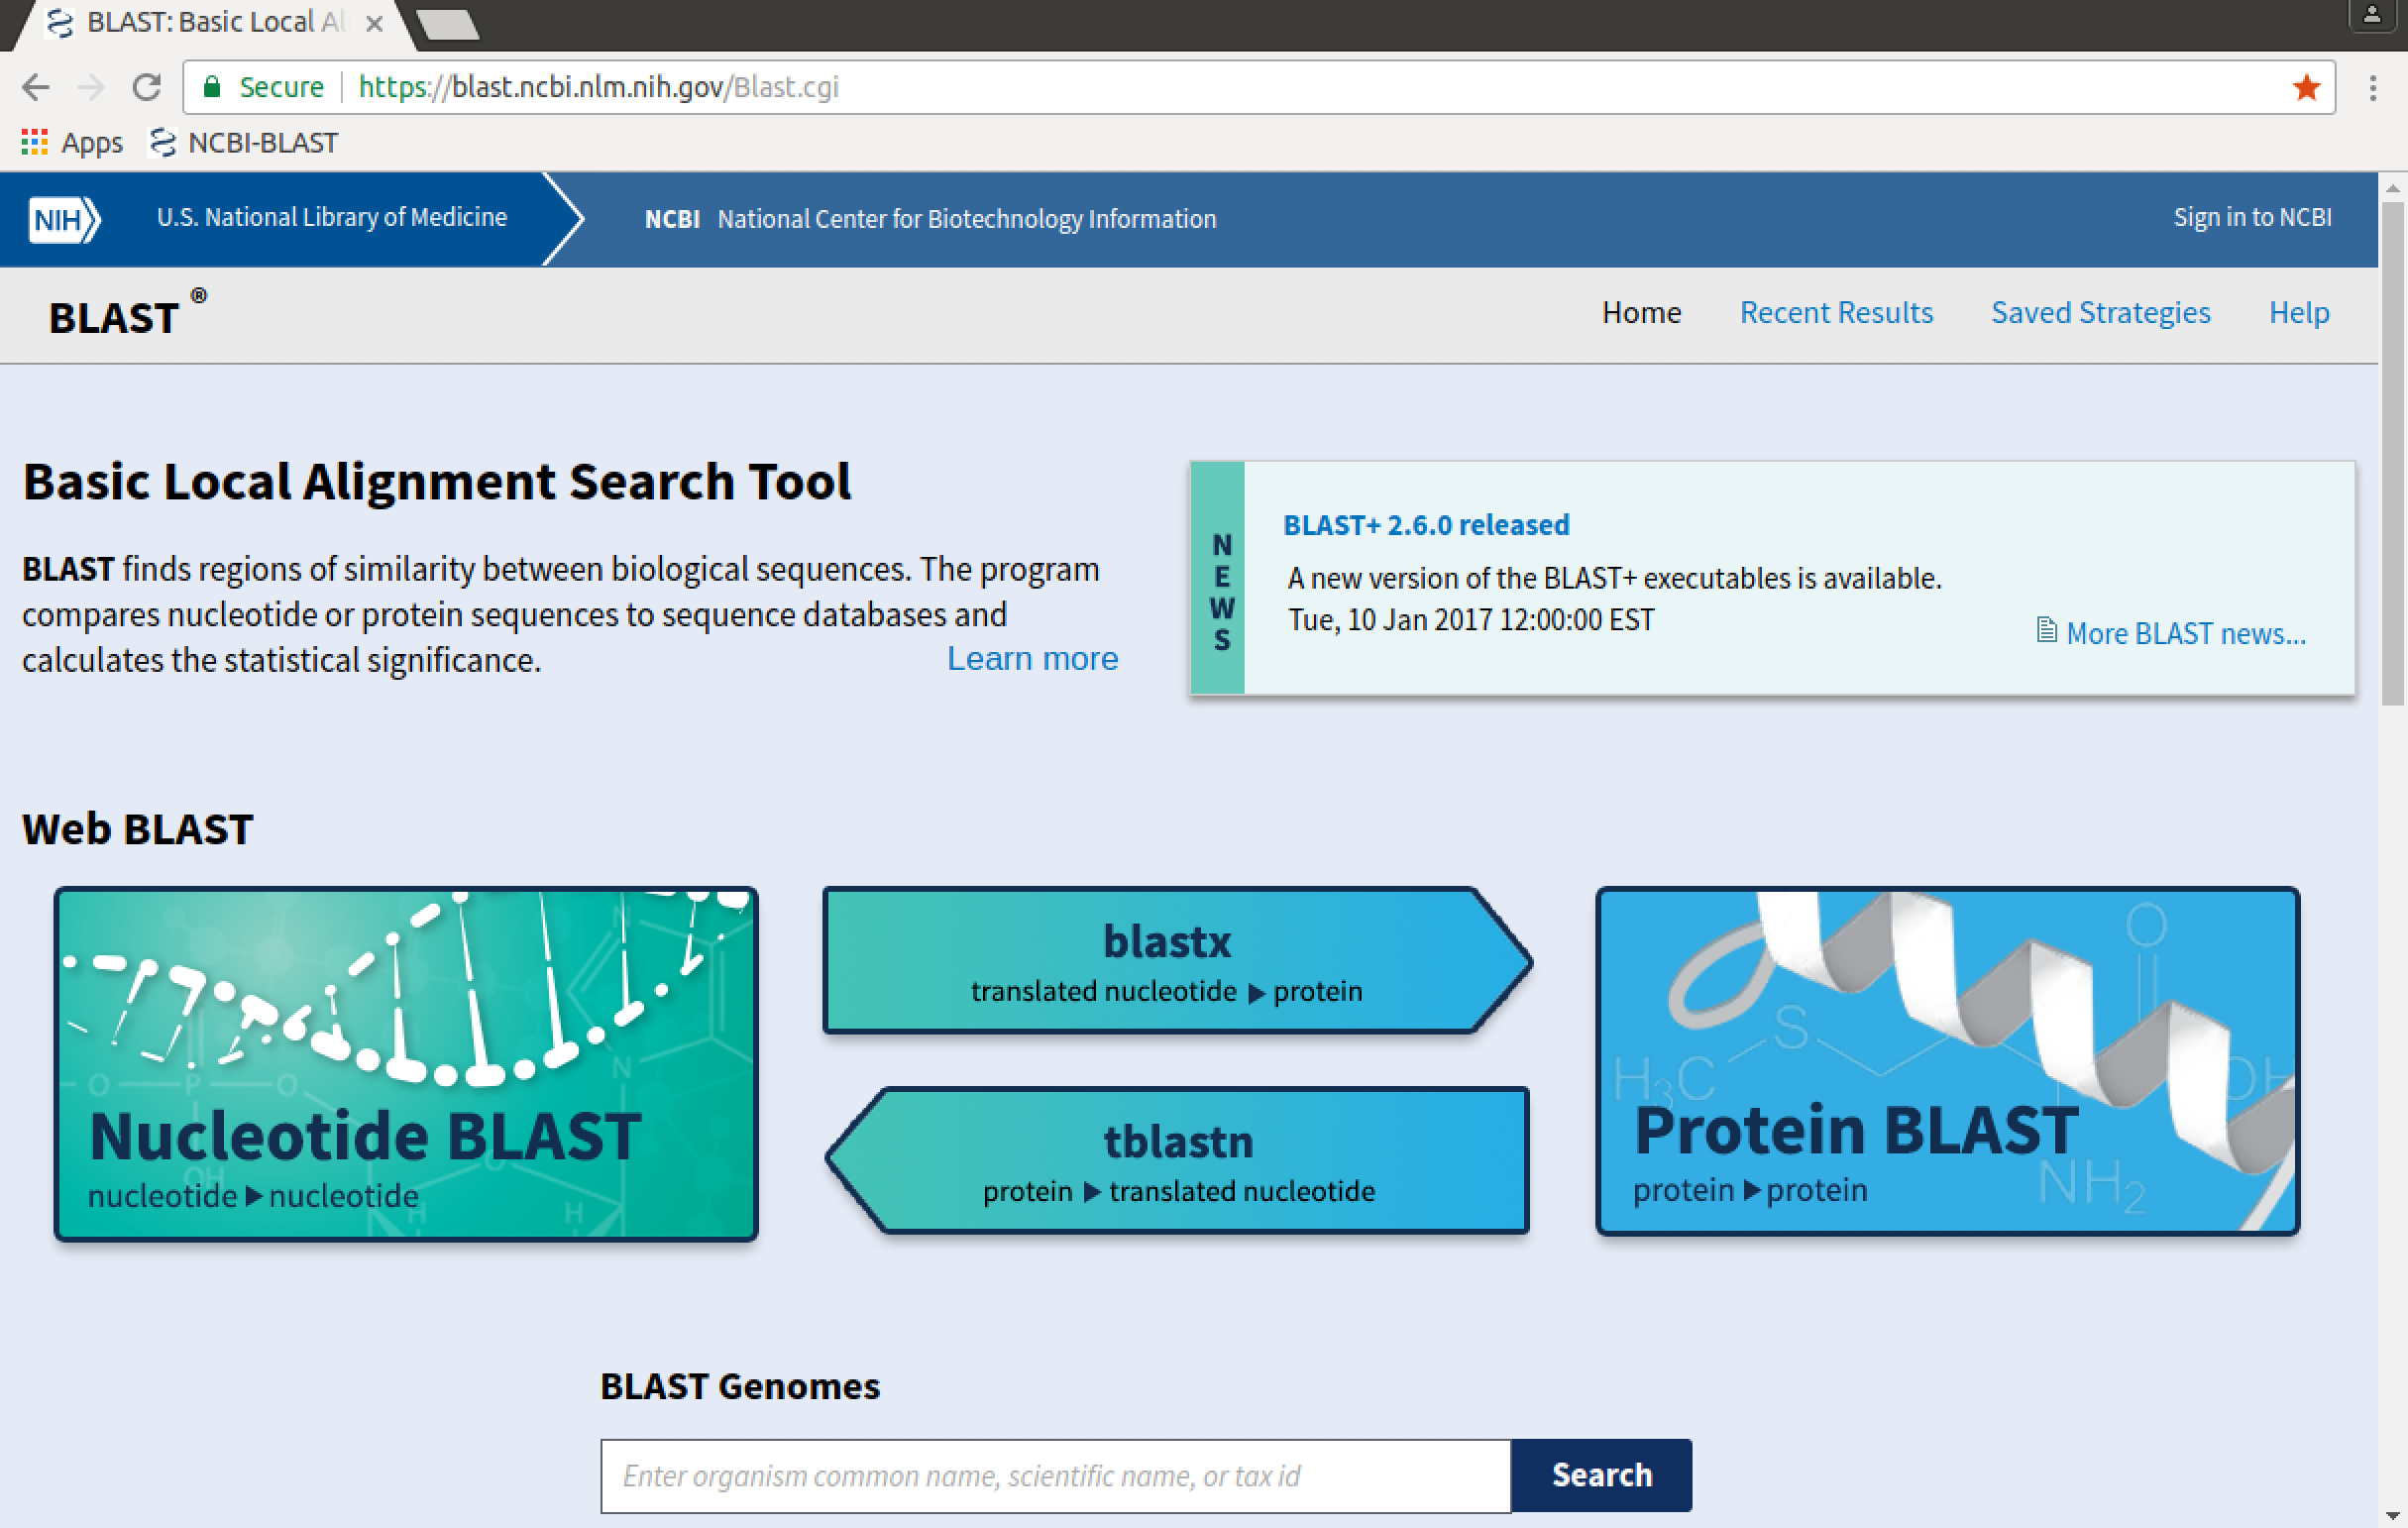 BLAST: Basic Local Al
Secure https://blast.ncbi.nlm.nih.gov/Blast.cgi
Apps NCBI-BLAST
NIH U.S. National Library of Medicine NCBI National Center for Biotechnology Information Sign in to NCBI
BLAST ® Home Recent Results Saved Strategies Help
Basic Local Alignment Search Tool
BLAST finds regions of similarity between biological sequences. The program
compares nucleotide or protein sequences to sequence databases and
calculates the statistical significance.
Learn more
NEWS
BLAST+ 2.6.0 released
A new version of the BLAST+ executables is available.
Tue, 10 Jan 2017 12:00:00 EST
More BLAST news...
Web BLAST
N
N
O P O
OH
O
H H
Nucleotide BLAST
nucleotide ▶ nucleotide
blastx
translated nucleotide ▶ protein
tblastn
protein ▶ translated nucleotide
O
S
H₃C
OH
NH₂
Protein BLAST
protein ▶ protein
BLAST Genomes
Enter organism common name, scientific name, or tax id
Search